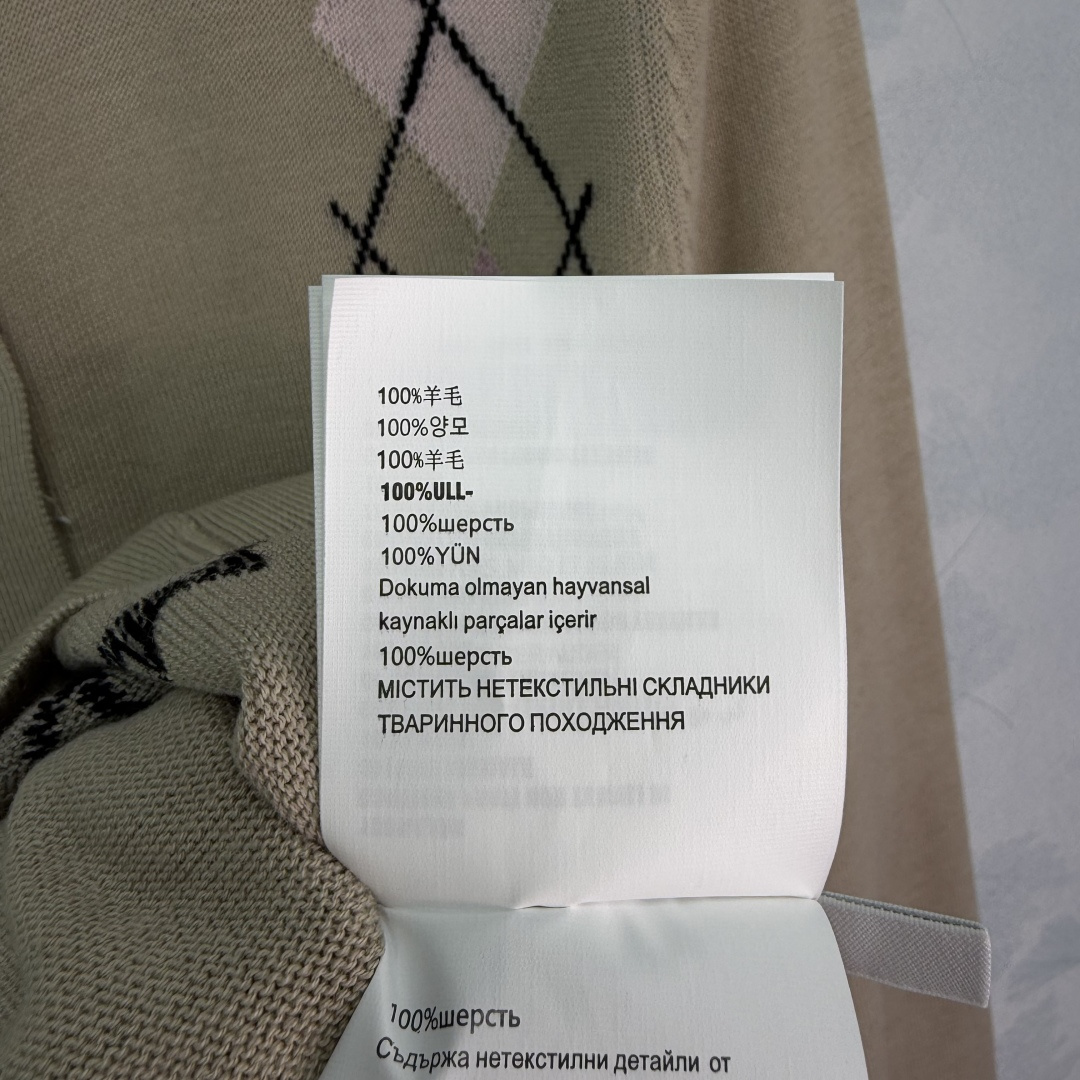 100%羊毛
100%양모
100%羊毛
100%ULL-
100%шерсть
100%YÜN
Dokuma olmayan hayvansal
kaynaklı parçalar içerir
100%шерсть
МІСТИТЬ НЕТЕКСТИЛЬНІ СКЛАДНИКИ
ТВАРИННОГО ПОХОДЖЕННЯ
100%шерсть
Съдържа нетекстилни детайли от